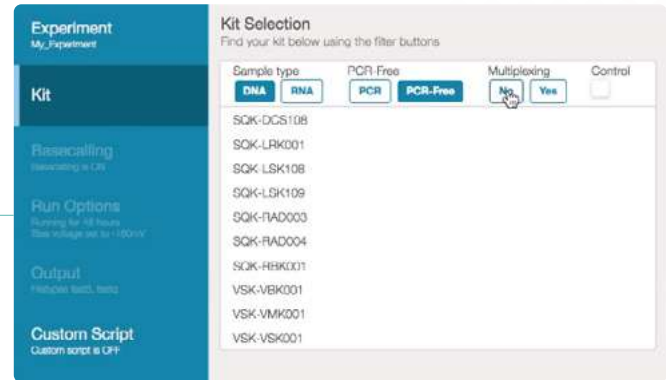 Experiment
My_Experiment
Kit
Basecalling
Basecalling is ON
Run Options
Running for 48 hours
Bias voltage set to -180mV
Output
Custom Script
Custom script is OFF
Kit Selection
Find your kit below using the filter buttons
Sample type
PCR-Free
Multiplexing
Control
DNA
RNA
PCR
PCR-Free
No
Yes
SQK-DCS108
SQK-LRK001
SQK-LSK108
SQK-LSK109
SQK-RAD003
SQK-RAD004
SQK-RBK001
VSK-VBK001
VSK-VMK001
VSK-VSK001